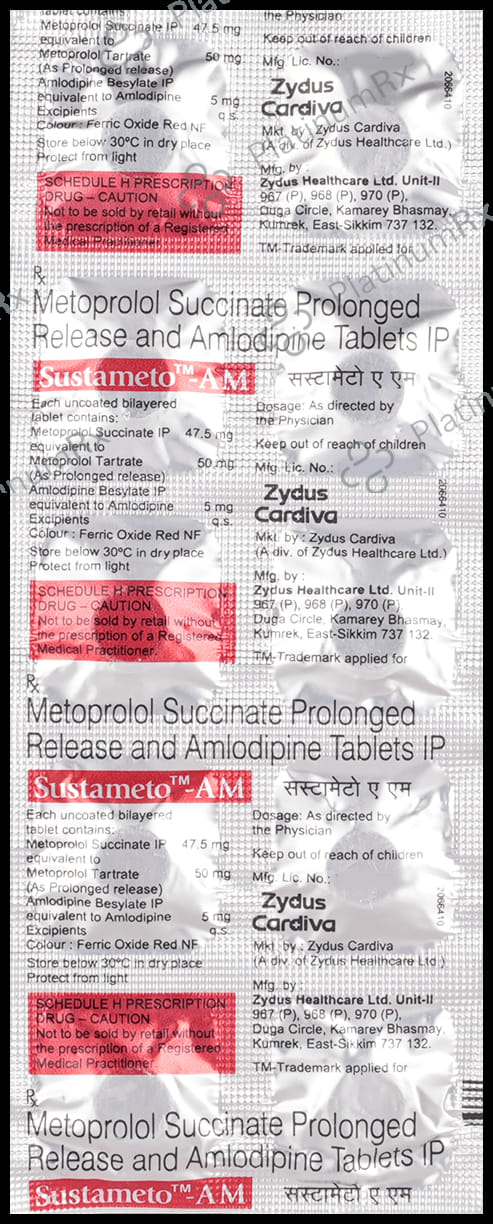 tablet contains
Metoprolol Succinate IP 47.5 mg
equivalent to
Metoprolol Tartrate 50 mg
(As Prolonged release)
Amlodipine Besylate IP
equivalent to Amlodipine 5 mg
Excipients q.s.
Colour : Ferric Oxide Red NF
Store below 30°C in dry place
Protect from light
SCHEDULE H PRESCRIPTION
DRUG – CAUTION
Not to be sold by retail without
the prescription of a Registered
Medical Practitioner.
the Physician
Keep out of reach of children
Mfg. Lic. No.:
Zydus
Cardiva
Mkt. by : Zydus Cardiva
(A div. of Zydus Healthcare Ltd.)
Mfg. by :
Zydus Healthcare Ltd. Unit-II
967 (P), 968 (P), 970 (P),
Duga Circle, Kamarey Bhasmay,
Kumrek, East-Sikkim 737 132.
TM-Trademark applied for
2066410
℞
Metoprolol Succinate Prolonged
Release and Amlodipine Tablets IP
Sustameto™-AM सस्टामेटो ए एम
Each uncoated bilayered
tablet contains:
Metoprolol Succinate IP 47.5 mg
equivalent to
Metoprolol Tartrate 50 mg
(As Prolonged release)
Amlodipine Besylate IP
equivalent to Amlodipine 5 mg
Excipients q.s.
Colour : Ferric Oxide Red NF
Store below 30°C in dry place
Protect from light
SCHEDULE H PRESCRIPTION
DRUG – CAUTION
Not to be sold by retail without
the prescription of a Registered
Medical Practitioner.
Dosage: As directed by
the Physician
Keep out of reach of children
Mfg. Lic. No.:
Zydus
Cardiva
Mkt. by : Zydus Cardiva
(A div. of Zydus Healthcare Ltd.)
Mfg. by :
Zydus Healthcare Ltd. Unit-II
967 (P), 968 (P), 970 (P),
Duga Circle, Kamarey Bhasmay,
Kumrek, East-Sikkim 737 132.
TM-Trademark applied for
2066410
℞
Metoprolol Succinate Prolonged
Release and Amlodipine Tablets IP
Sustameto™-AM सस्टामेटो ए एम
Each uncoated bilayered
tablet contains:
Metoprolol Succinate IP 47.5 mg
equivalent to
Metoprolol Tartrate 50 mg
(As Prolonged release)
Amlodipine Besylate IP
equivalent to Amlodipine 5 mg
Excipients q.s.
Colour : Ferric Oxide Red NF
Store below 30°C in dry place
Protect from light
SCHEDULE H PRESCRIPTION
DRUG – CAUTION
Not to be sold by retail without
the prescription of a Registered
Medical Practitioner.
Dosage: As directed by
the Physician
Keep out of reach of children
Mfg. Lic. No.:
Zydus
Cardiva
Mkt. by : Zydus Cardiva
(A div. of Zydus Healthcare Ltd.)
Mfg. by :
Zydus Healthcare Ltd. Unit-II
967 (P), 968 (P), 970 (P),
Duga Circle, Kamarey Bhasmay,
Kumrek, East-Sikkim 737 132.
TM-Trademark applied for
2066410
℞
Metoprolol Succinate Prolonged
Release and Amlodipine Tablets IP
Sustameto™-AM सस्टामेटो ए एम
PlatinumRx
PlatinumRx